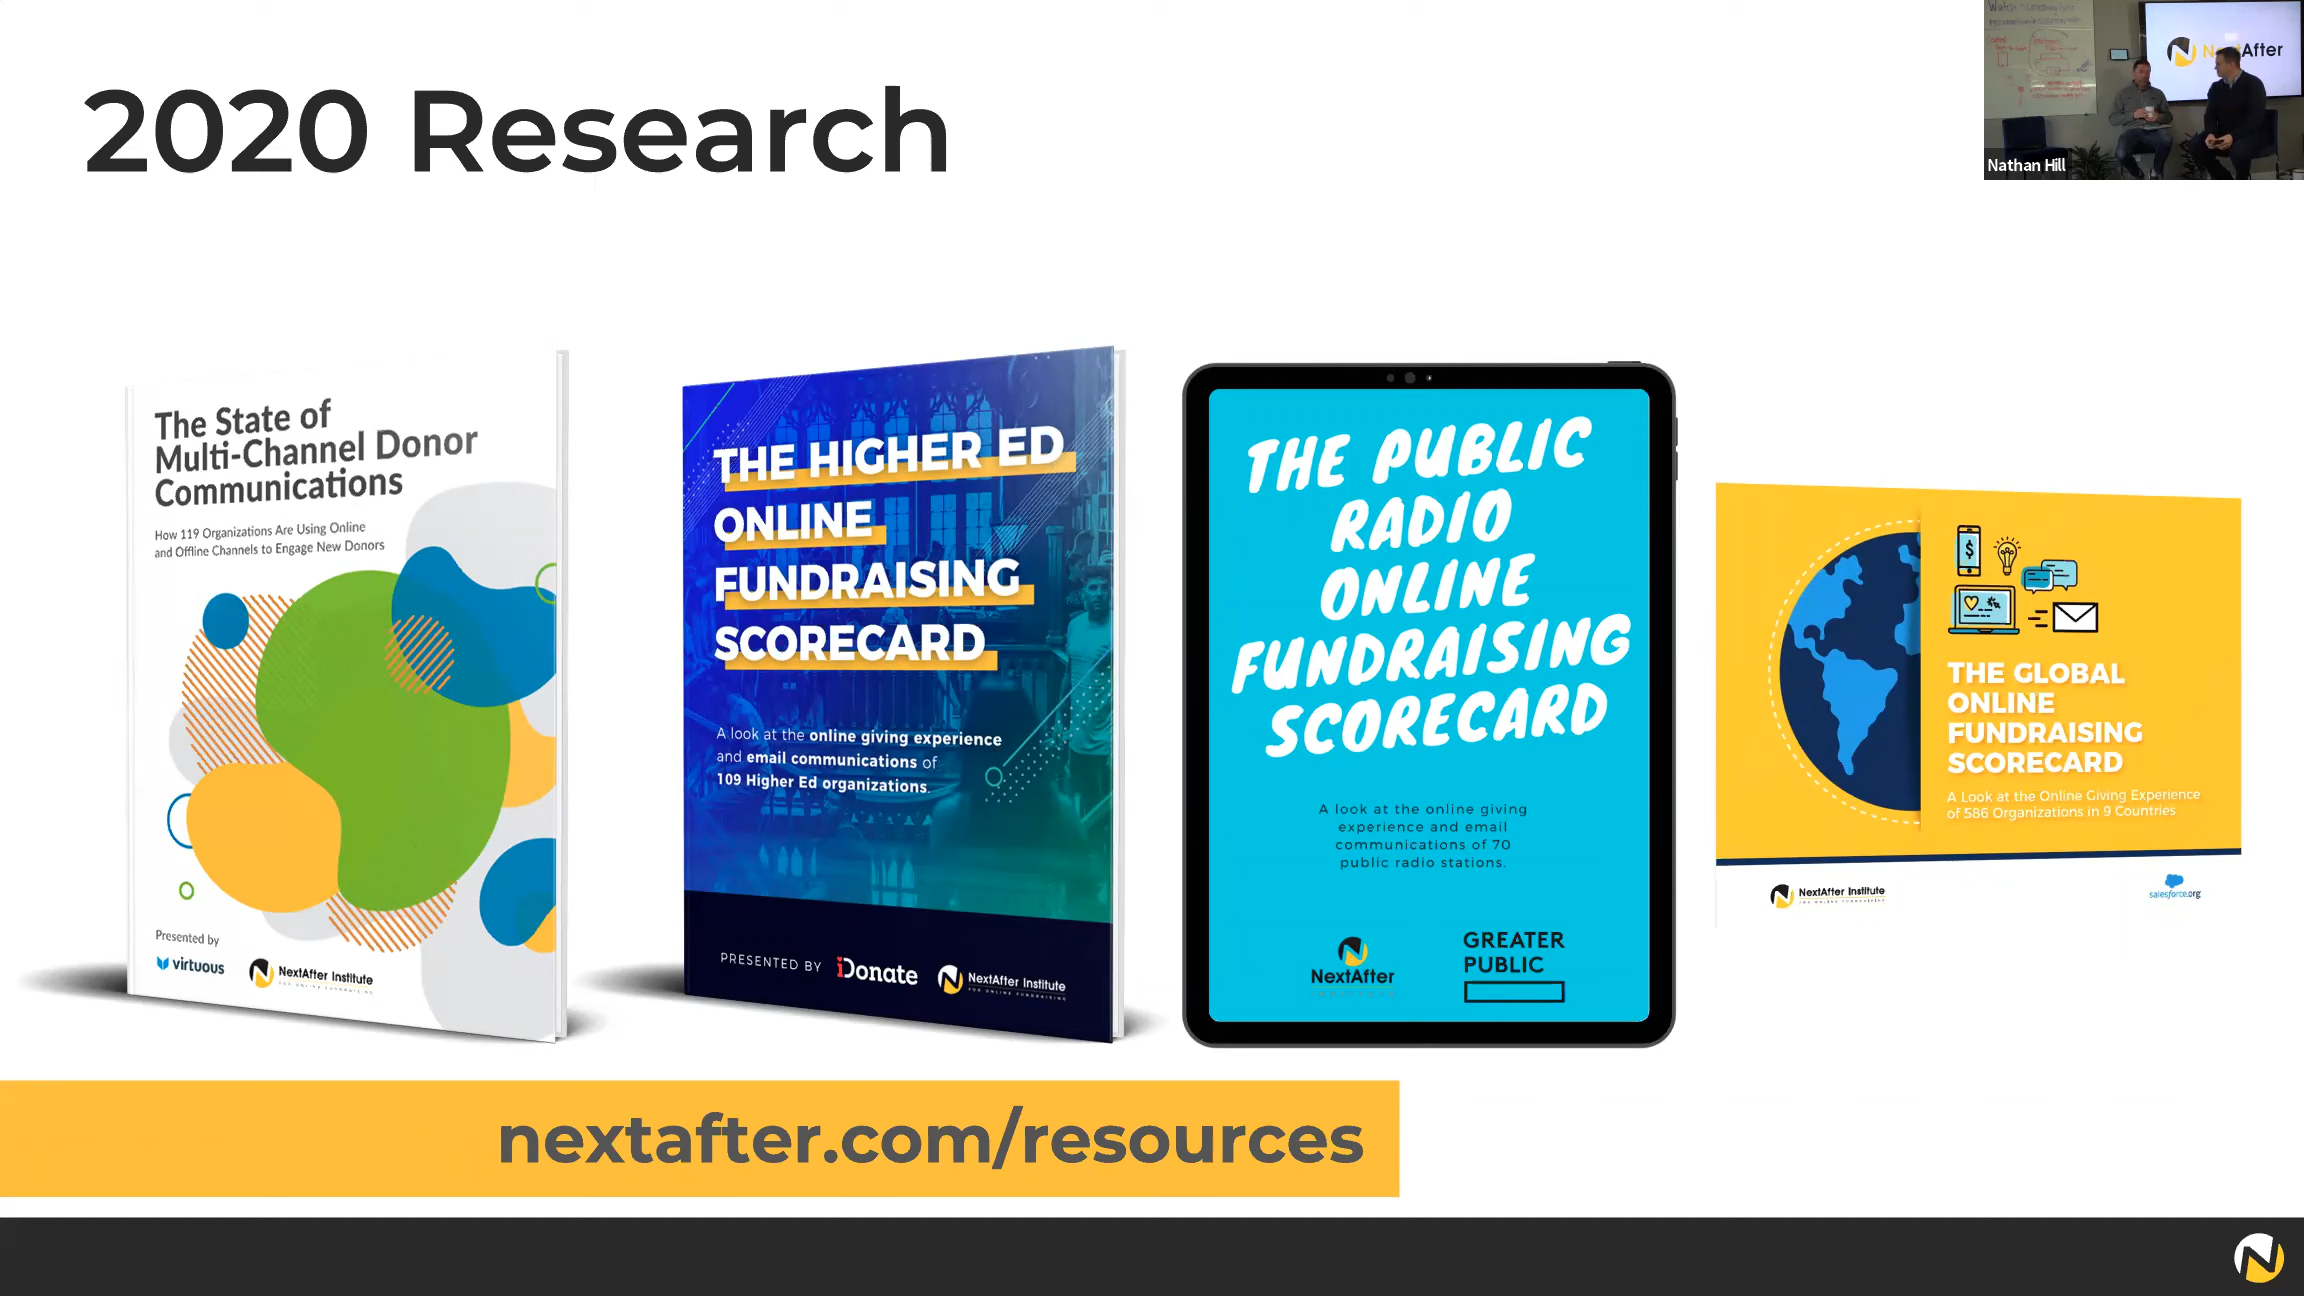 2020 Research
NextAfter
Nathan Hill
The State of
Multi-Channel Donor
Communications
How 119 Organizations Are Using Online
and Offline Channels to Engage New Donors
Presented by
virtuous
NextAfter Institute
THE HIGHER ED
ONLINE
FUNDRAISING
SCORECARD
A look at the online giving experience
and email communications of
109 Higher Ed organizations.
PRESENTED BY
iDonate
NextAfter Institute
FOR ONLINE FUNDRAISING
THE PUBLIC
RADIO
ONLINE
FUNDRAISING
SCORECARD
A look at the online giving
experience and email
communications of 70
public radio stations.
NextAfter
GREATER
PUBLIC
THE GLOBAL
ONLINE
FUNDRAISING
SCORECARD
A Look at the Online Giving Experience
of 586 Organizations in 9 Countries
NextAfter Institute
salesforce.org
nextafter.com/resources